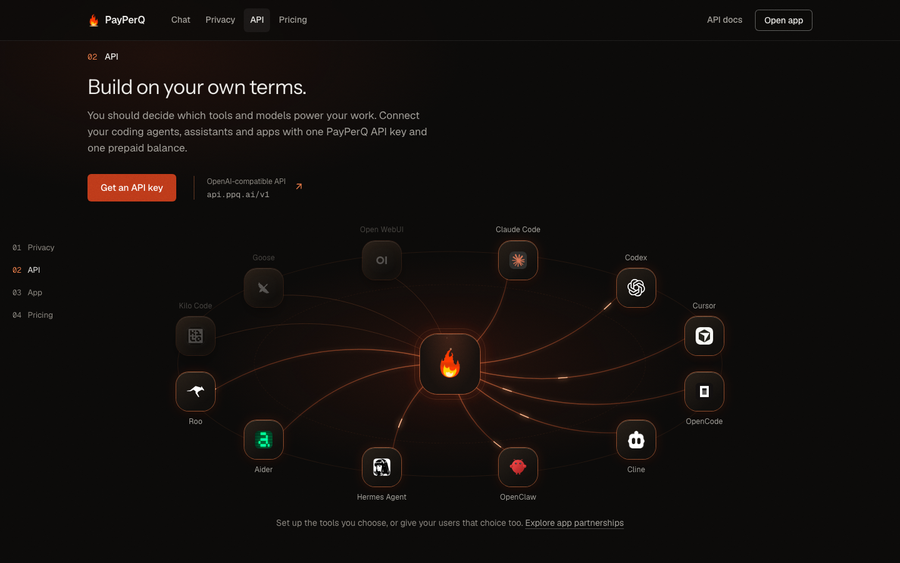 PayPerQ
Chat
Privacy
API
Pricing
API docs
Open app
02 API
Build on your own terms.
You should decide which tools and models power your work. Connect
your coding agents, assistants and apps with one PayPerQ API key and
one prepaid balance.
Get an API key
OpenAI-compatible API
api.ppq.ai/v1
01 Privacy
02 API
03 App
04 Pricing
Open WebUI
OI
Claude Code
Goose
Codex
Kilo Code
Cursor
Roo
OpenCode
a
Aider
Cline
Hermes Agent
OpenClaw
Set up the tools you choose, or give your users that choice too. Explore app partnerships